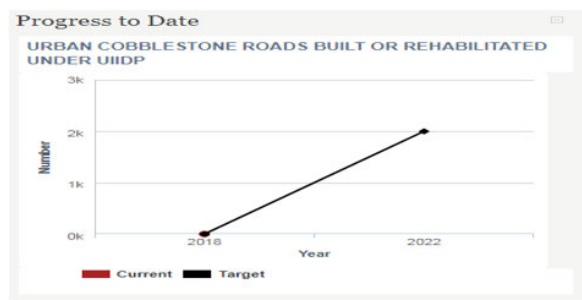 Progress to Date
URBAN COBBLESTONE ROADS BUILT OR REHABILITATED
UNDER UIIDP
3k
2k
1k
0k
Number
2018
2022
Year
Current
Target